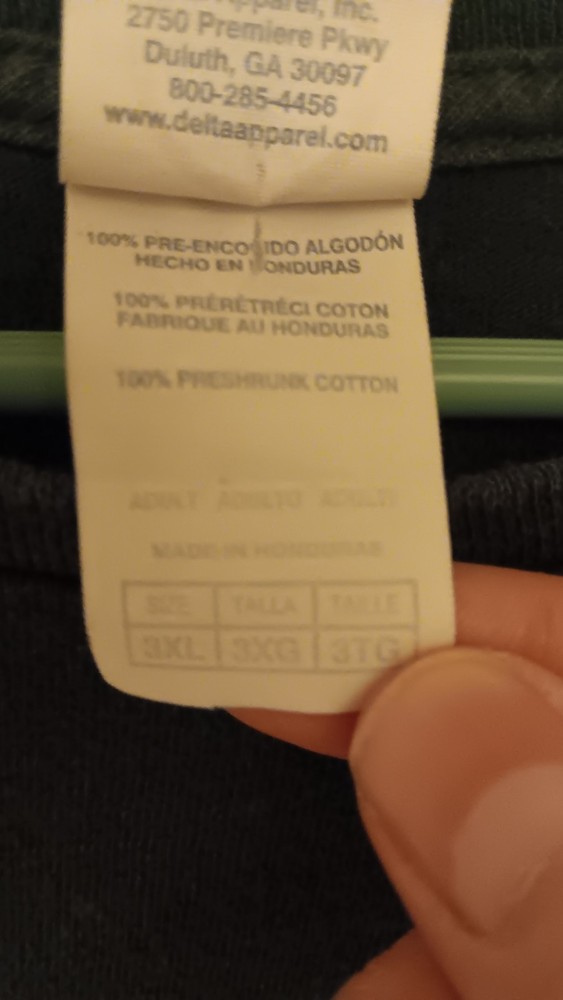 Apparel, Inc.
2750 Premiere Pkwy
Duluth, GA 30097
800-285-4456
www.deltaapparel.com
100% PRE-ENCOGIDO ALGODÓN
HECHO EN HONDURAS
100% PRÉRÉTRÉCI COTON
FABRIQUE AU HONDURAS
100% PRESHRUNK COTTON
ADULT ADULTO ADULTE
MADE IN HONDURAS
SIZE TALLA TAILLE
3XL 3XG 3TG